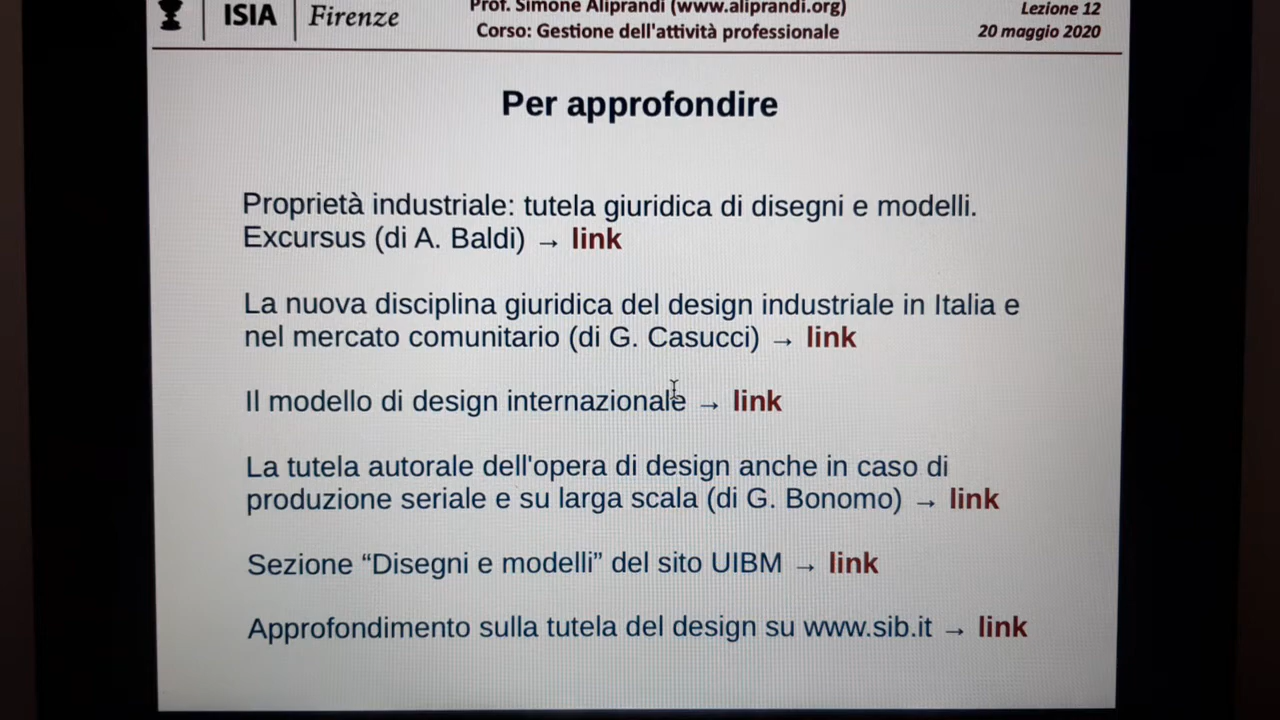 ISIA Firenze
Prof. Simone Aliprandi (www.aliprandi.org)
Corso: Gestione dell'attività professionale
Lezione 12
20 maggio 2020
Per approfondire
Proprietà industriale: tutela giuridica di disegni e modelli.
Excursus (di A. Baldi) → link
La nuova disciplina giuridica del design industriale in Italia e
nel mercato comunitario (di G. Casucci) → link
Il modello di design internazionale → link
La tutela autorale dell'opera di design anche in caso di
produzione seriale e su larga scala (di G. Bonomo) → link
Sezione “Disegni e modelli” del sito UIBM → link
Approfondimento sulla tutela del design su www.sib.it → link